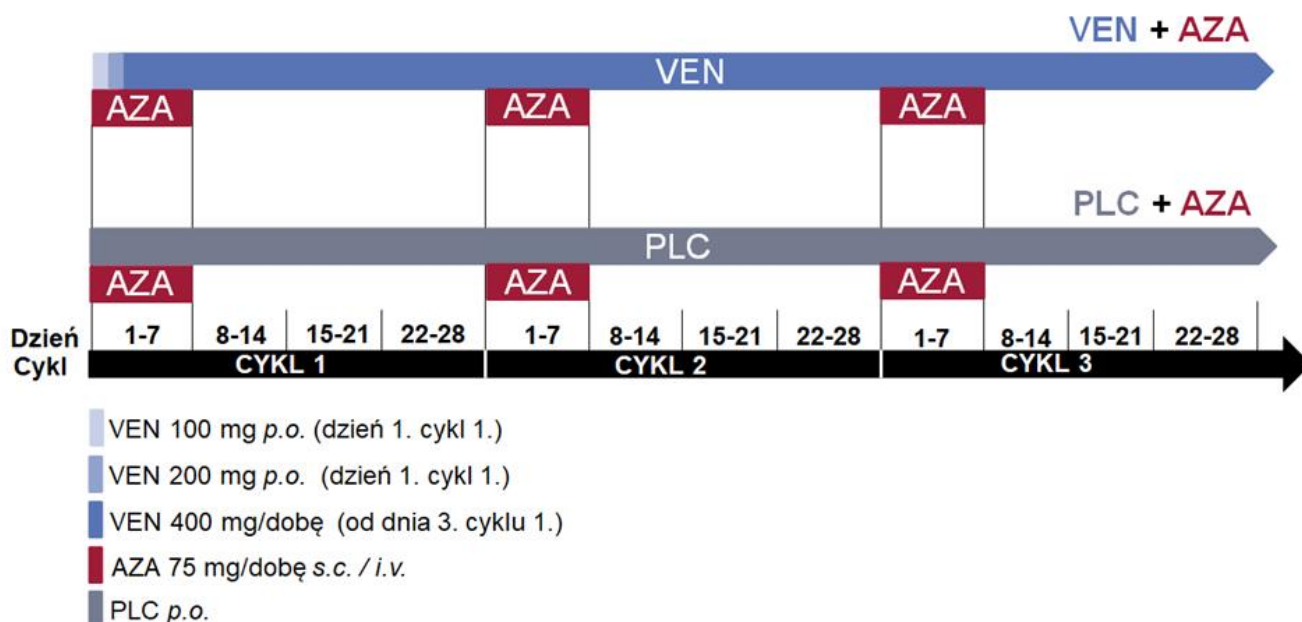 VEN + AZA
VEN
AZA AZA AZA
PLC + AZA
PLC
AZA AZA AZA
Dzień 1-7 8-14 15-21 22-28 1-7 8-14 15-21 22-28 1-7 8-14 15-21 22-28
Cykl CYKL 1 CYKL 2 CYKL 3
VEN 100 mg p.o. (dzień 1. cykl 1.)
VEN 200 mg p.o. (dzień 1. cykl 1.)
VEN 400 mg/dobę (od dnia 3. cyklu 1.)
AZA 75 mg/dobę s.c. / i.v.
PLC p.o.